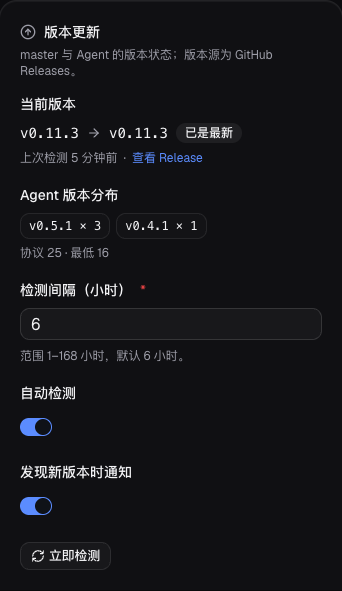 版本更新
master 与 Agent 的版本状态；版本源为 GitHub
Releases。
当前版本
v0.11.3 → v0.11.3 已是最新
上次检测 5 分钟前 · 查看 Release
Agent 版本分布
v0.5.1 × 3 v0.4.1 × 1
协议 25 · 最低 16
检测间隔（小时） *
6
范围 1–168 小时，默认 6 小时。
自动检测
发现新版本时通知
立即检测